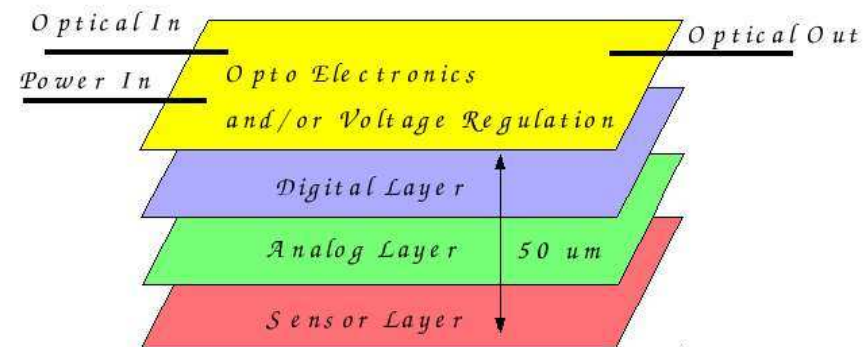 Optical In
Optical Out
Power In
Opto Electronics
and/or Voltage Regulation
Digital Layer
Analog Layer
50 um
Sensor Layer